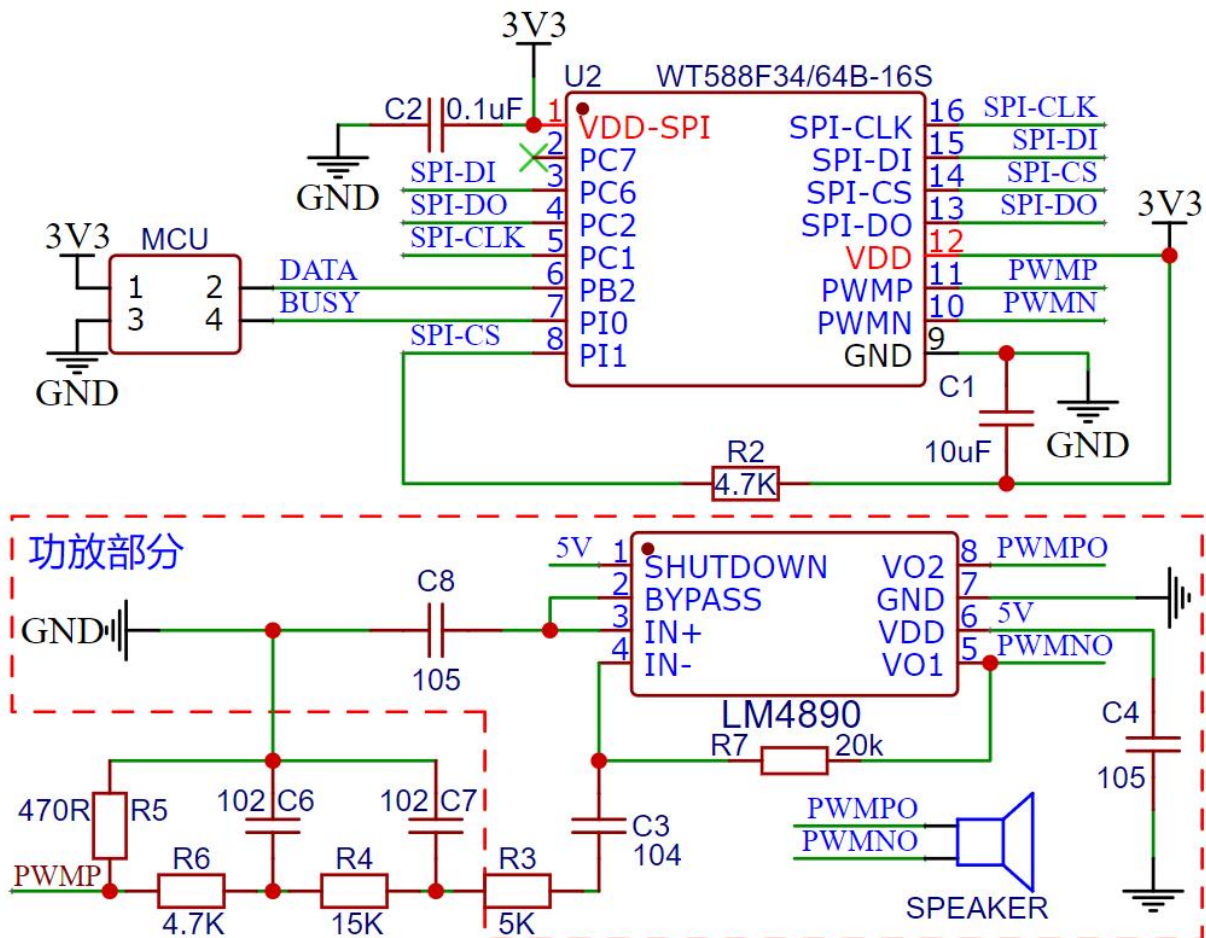 3V3
U2 WT588F34/64B-16S
C2 0.1uF
GND
1 VDD-SPI SPI-CLK 16 SPI-CLK
2 PC7 SPI-DI 15 SPI-DI
SPI-DI 3 PC6 SPI-CS 14 SPI-CS
SPI-DO 4 PC2 SPI-DO 13 SPI-DO
SPI-CLK 5 PC1 VDD 12
3V3
3V3
MCU
1 2 DATA 6 PB2 PWMP 11 PWMP
3 4 BUSY 7 PI0 PWMN 10 PWMN
SPI-CS 8 PI1 GND 9
GND
C1
10uF
GND
R2
4.7K
功放部分
5V 1 SHUTDOWN VO2 8 PWMPO
2 BYPASS GND 7
3 IN+ VDD 6 5V
4 IN- VO1 5 PWMNO
GND
C8
105
LM4890
R7 20k
C4
105
470R R5
102 C6
102 C7
C3
104
PWMP
R6
4.7K
R4
15K
R3
5K
PWMPO
PWMNO
SPEAKER